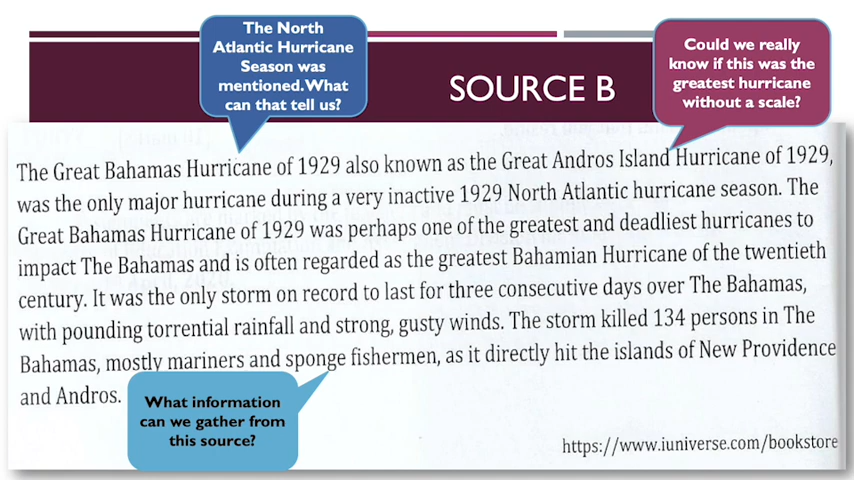 The North
Atlantic Hurricane
Season was
mentioned. What
can that tell us?
SOURCE B
Could we really
know if this was the
greatest hurricane
without a scale?
The Great Bahamas Hurricane of 1929 also known as the Great Andros Island Hurricane of 1929,
was the only major hurricane during a very inactive 1929 North Atlantic hurricane season. The
Great Bahamas Hurricane of 1929 was perhaps one of the greatest and deadliest hurricanes to
impact The Bahamas and is often regarded as the greatest Bahamian Hurricane of the twentieth
century. It was the only storm on record to last for three consecutive days over The Bahamas,
with pounding torrential rainfall and strong, gusty winds. The storm killed 134 persons in The
Bahamas, mostly mariners and sponge fishermen, as it directly hit the islands of New Providence
and Andros.
What information
can we gather from
this source?
https://www.iuniverse.com/bookstore